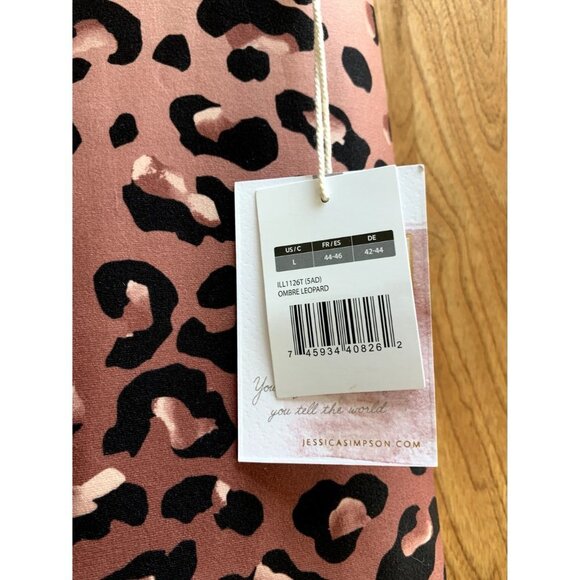 US / C FR / ES DE
L 44-46 42-44
ILL1126T (5AD)
OMBRE LEOPARD
7 45934 40826 2
You
you tell the world
JESSICASIMPSON.COM